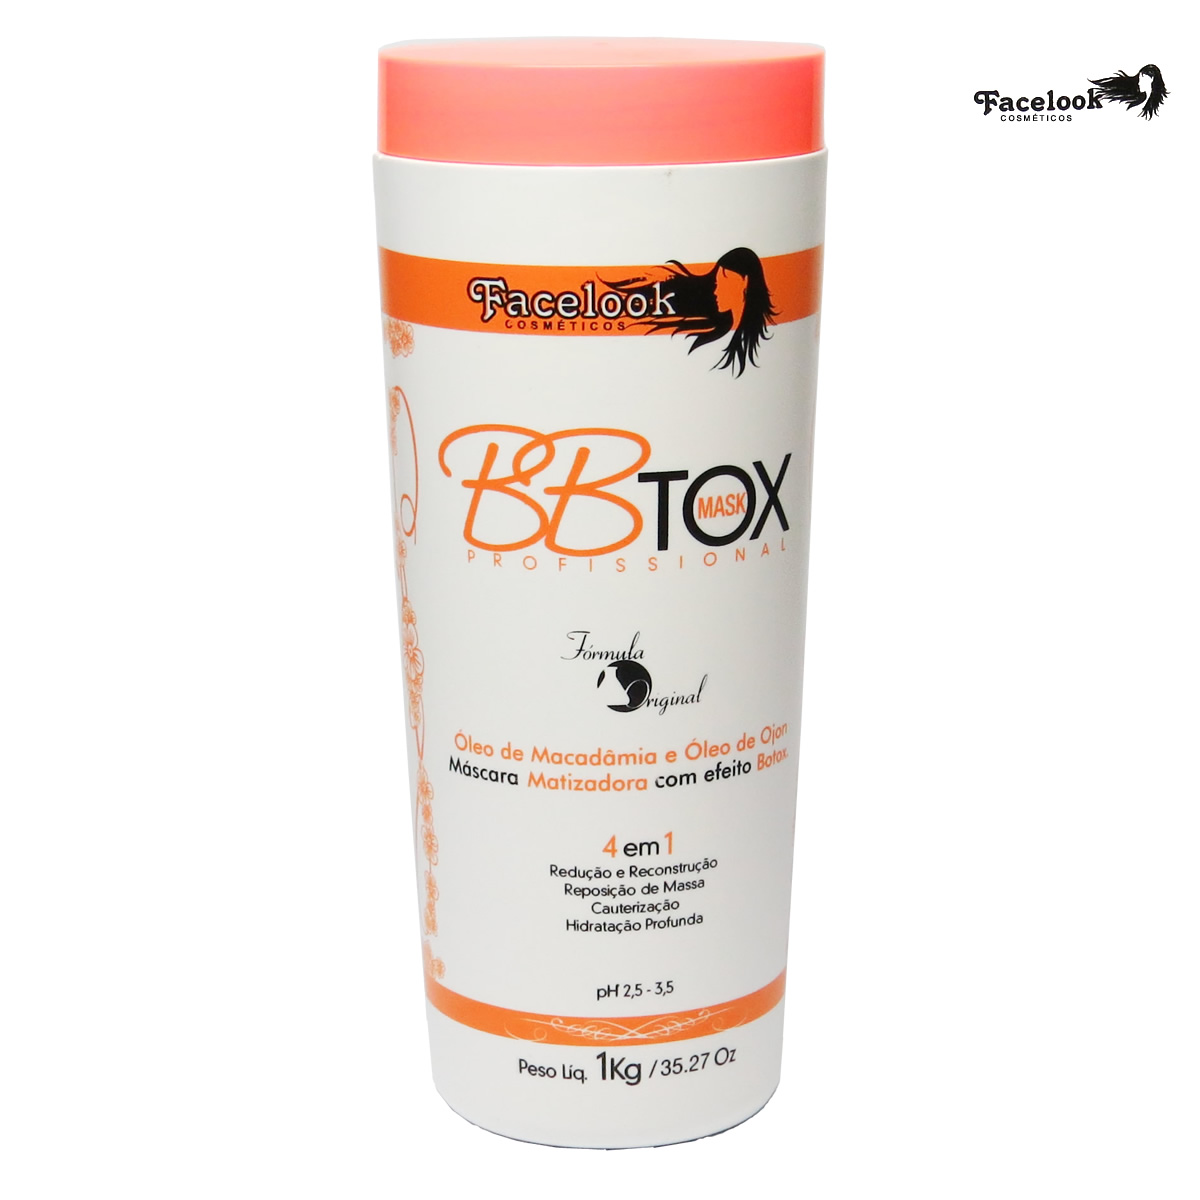 Facelook
COSMÉTICOS
Facelook
COSMÉTICOS
BBTOX
MASK
PROFISSIONAL
Fórmula
Original
Óleo de Macadâmia e Óleo de Ojon
Máscara Matizadora com efeito Botox.
4 em 1
Redução e Reconstrução
Reposição de Massa
Cauterização
Hidratação Profunda
pH 2,5 - 3,5
Peso Líq. 1Kg / 35.27 Oz